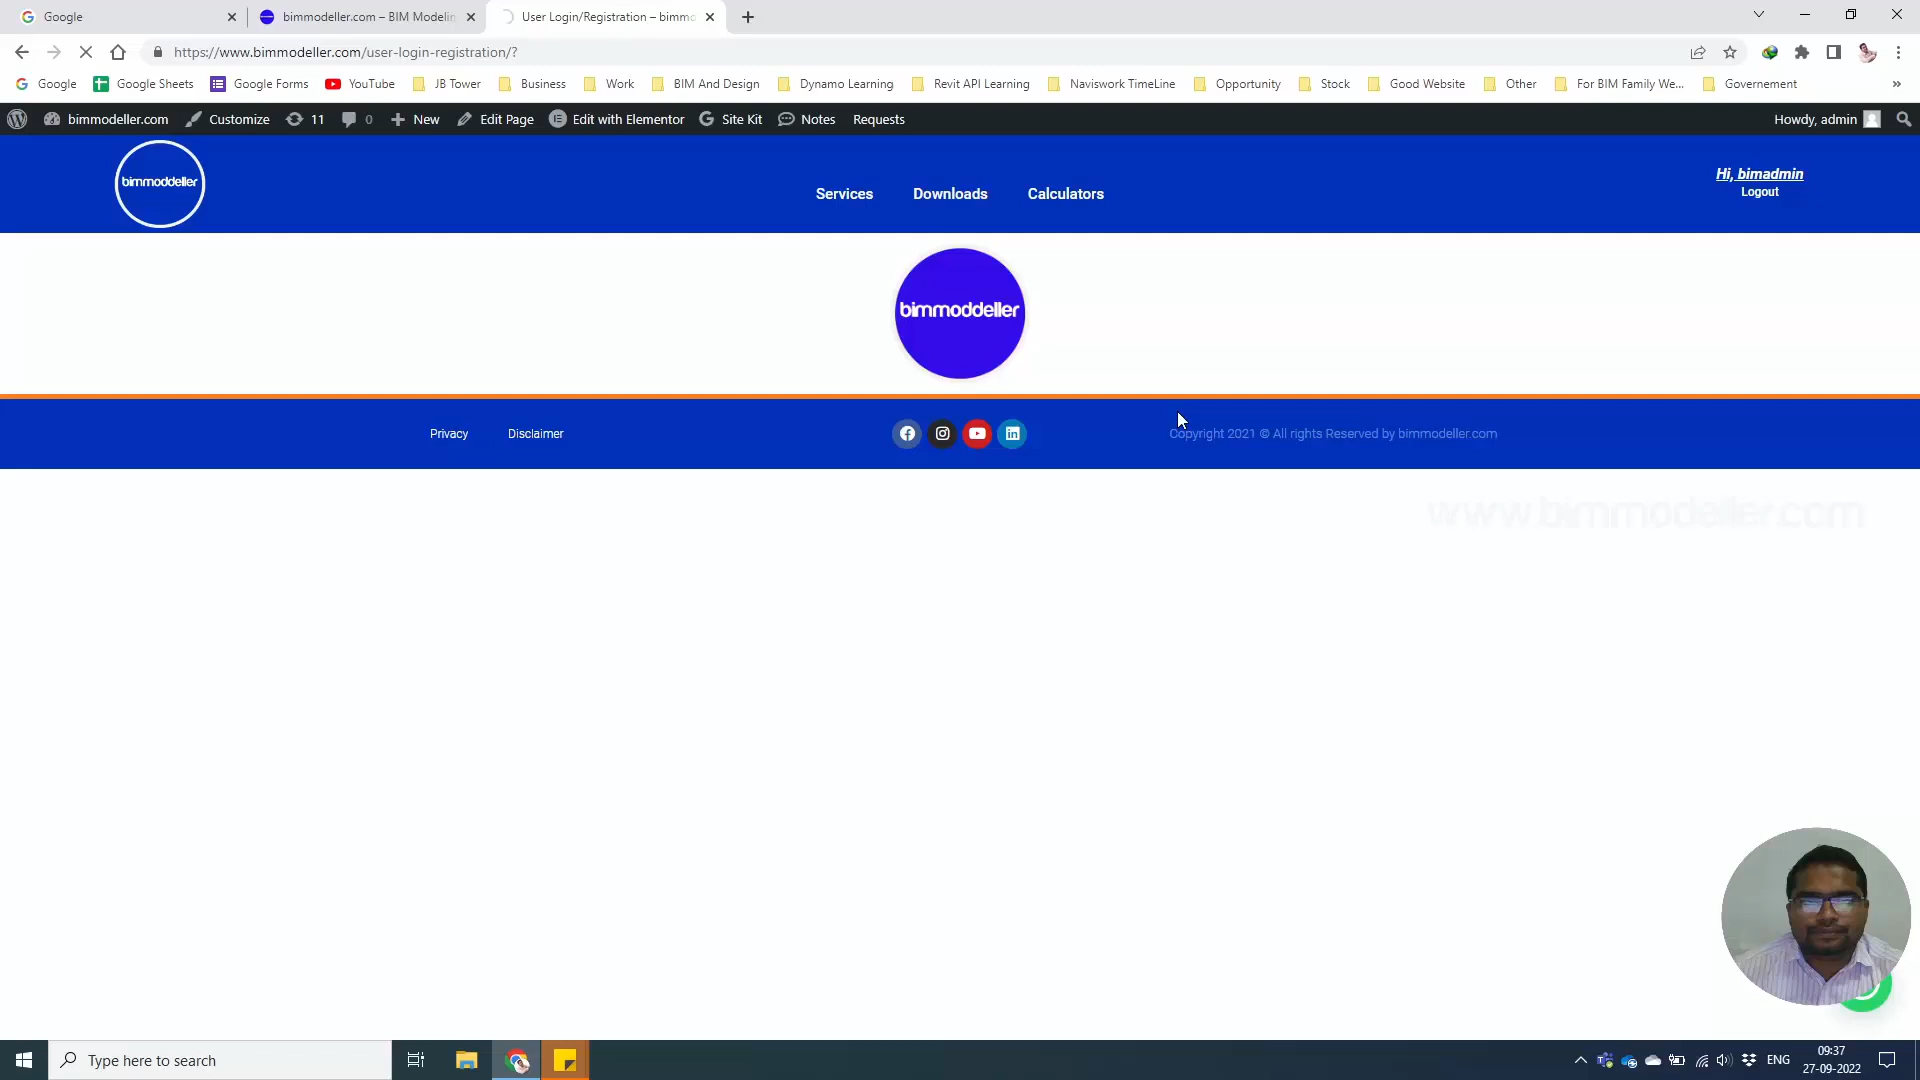 Google
bimmodeller.com – BIM Modelin
User Login/Registration – bimmo
https://www.bimmodeller.com/user-login-registration/?
Google
Google Sheets
Google Forms
YouTube
JB Tower
Business
Work
BIM And Design
Dynamo Learning
Revit API Learning
Naviswork TimeLine
Opportunity
Stock
Good Website
Other
For BIM Family We...
Governement
»
bimmodeller.com
Customize
11
0
New
Edit Page
Edit with Elementor
Site Kit
Notes
Requests
Howdy, admin
bimmoddeller
Services
Downloads
Calculators
Hi, bimadmin
Logout
bimmoddeller
Privacy
Disclaimer
Copyright 2021 © All rights Reserved by bimmodeller.com
www.bimmodeller.com
Type here to search
ENG
09:37
27-09-2022